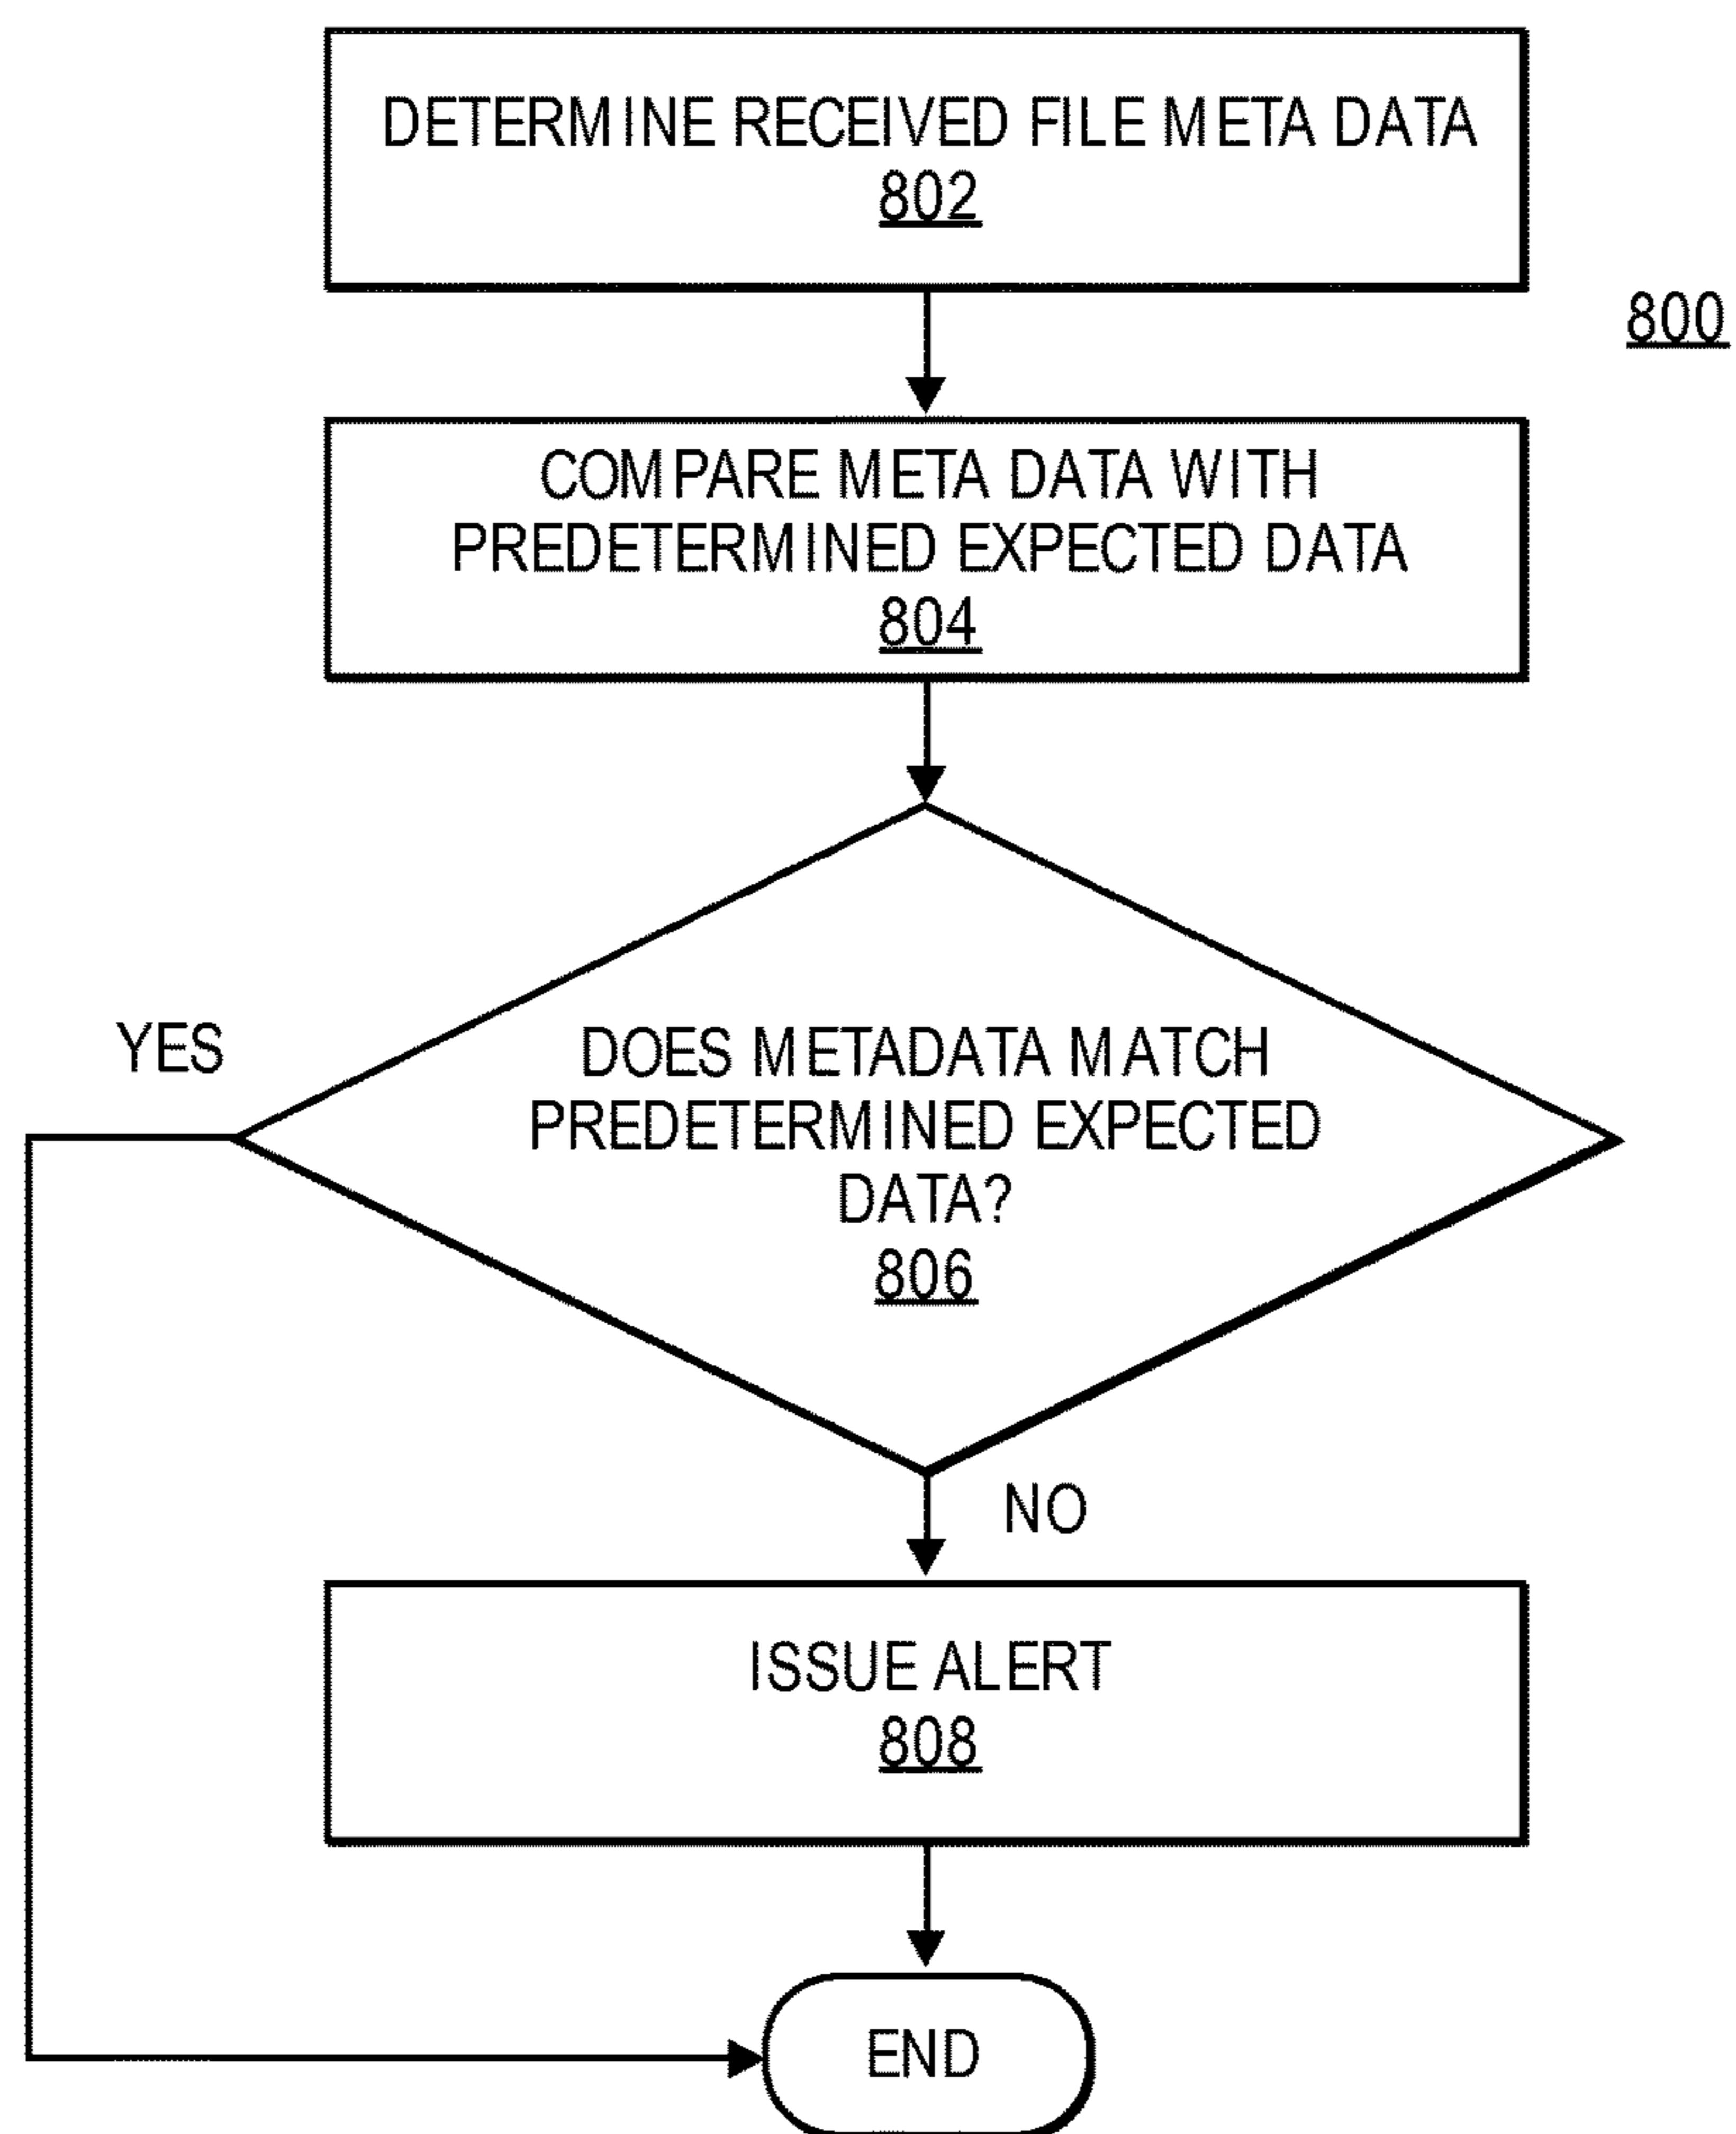 DETERMINE RECEIVED FILE META DATA
802
800
COMPARE META DATA WITH
PREDETERMINED EXPECTED DATA
804
YES
DOES METADATA MATCH
PREDETERMINED EXPECTED
DATA?
806
NO
ISSUE ALERT
808
END